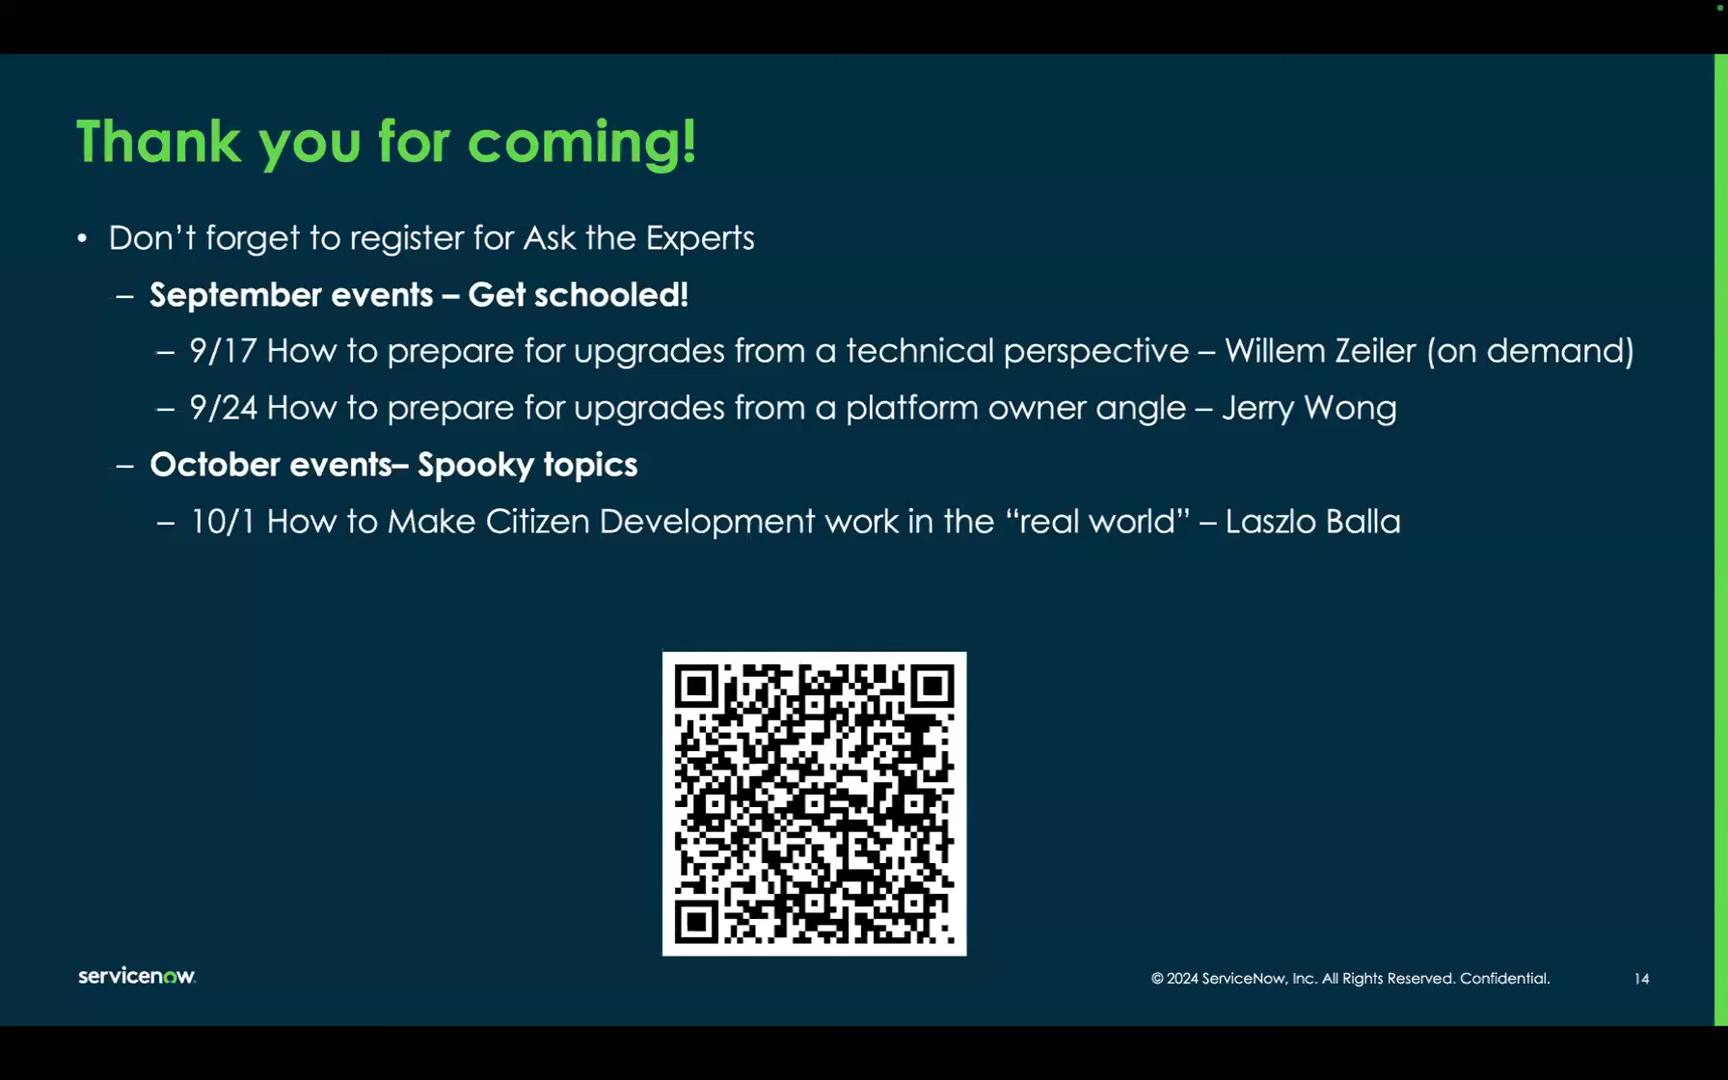 Thank you for coming!
• Don’t forget to register for Ask the Experts
– September events – Get schooled!
– 9/17 How to prepare for upgrades from a technical perspective – Willem Zeiler (on demand)
– 9/24 How to prepare for upgrades from a platform owner angle – Jerry Wong
– October events– Spooky topics
– 10/1 How to Make Citizen Development work in the “real world” – Laszlo Balla
servicenow
© 2024 ServiceNow, Inc. All Rights Reserved. Confidential.
14